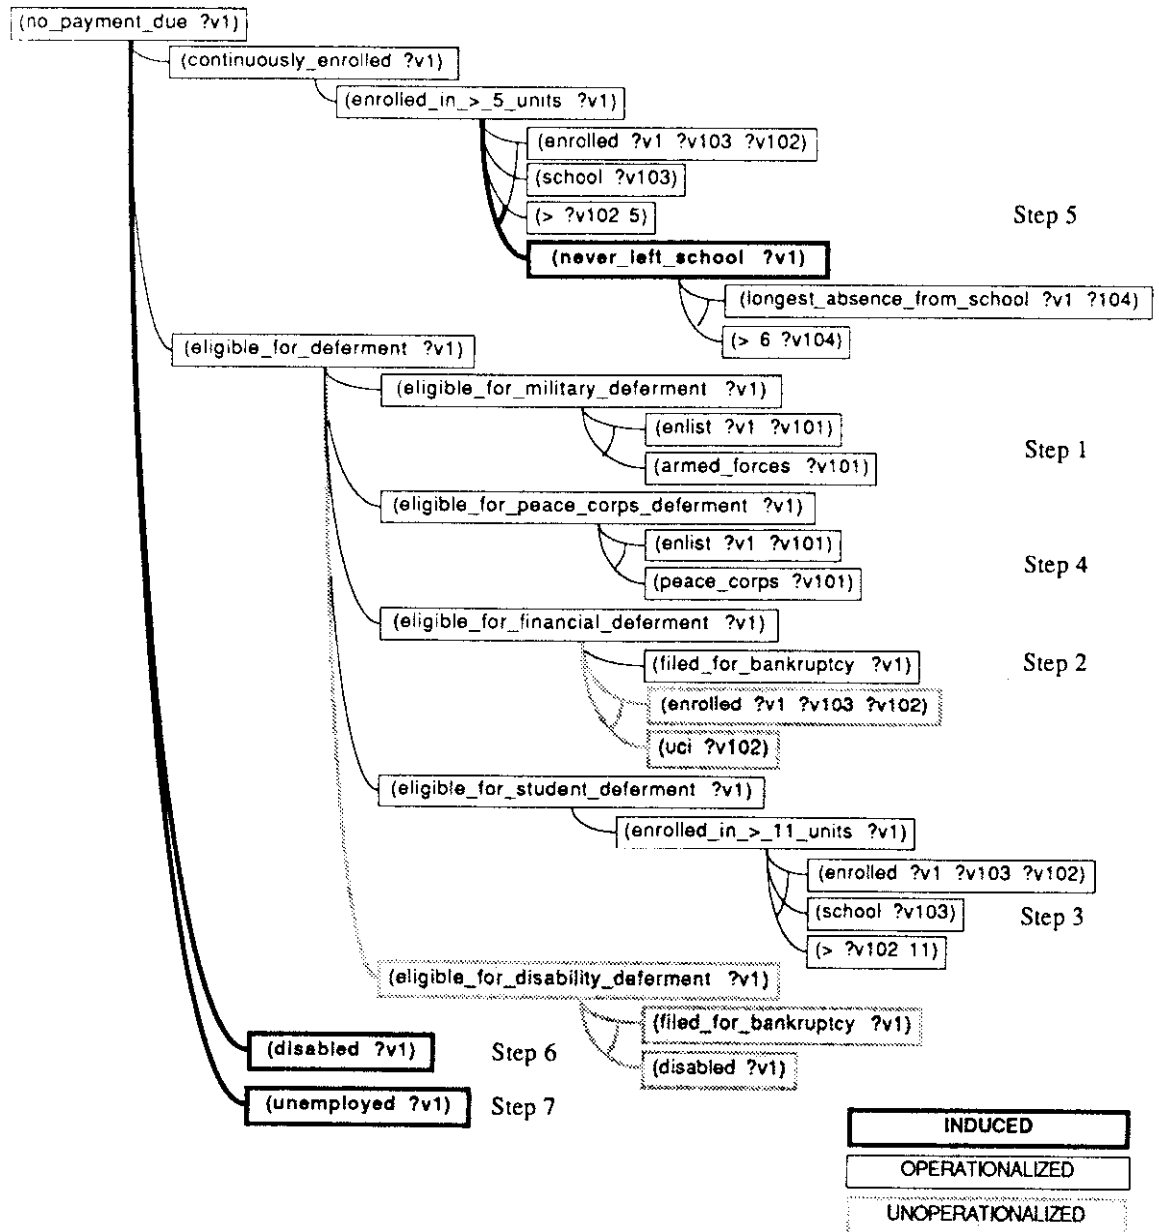 (no_payment_due ?v1)
(continuously_enrolled ?v1)
(enrolled_in_>_5_units ?v1)
(enrolled ?v1 ?v103 ?v102)
(school ?v103)
(> ?v102 5)
Step 5
(never_left_school ?v1)
(longest_absence_from_school ?v1 ?104)
(> 6 ?v104)
(eligible_for_deferment ?v1)
(eligible_for_military_deferment ?v1)
(enlist ?v1 ?v101)
Step 1
(armed_forces ?v101)
(eligible_for_peace_corps_deferment ?v1)
(enlist ?v1 ?v101)
Step 4
(peace_corps ?v101)
(eligible_for_financial_deferment ?v1)
(filed_for_bankruptcy ?v1)
Step 2
(enrolled ?v1 ?v103 ?v102)
(uci ?v102)
(eligible_for_student_deferment ?v1)
(enrolled_in_>_11_units ?v1)
(enrolled ?v1 ?v103 ?v102)
(school ?v103)
Step 3
(> ?v102 11)
(eligible_for_disability_deferment ?v1)
(filed_for_bankruptcy ?v1)
(disabled ?v1)
Step 6
(disabled ?v1)
(unemployed ?v1)
Step 7
INDUCED
OPERATIONALIZED
UNOPERATIONALIZED